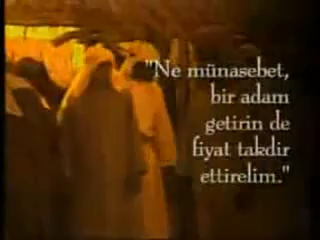 "Ne münasebet,
bir adam
getirin de
fiyat takdir
ettirelim."